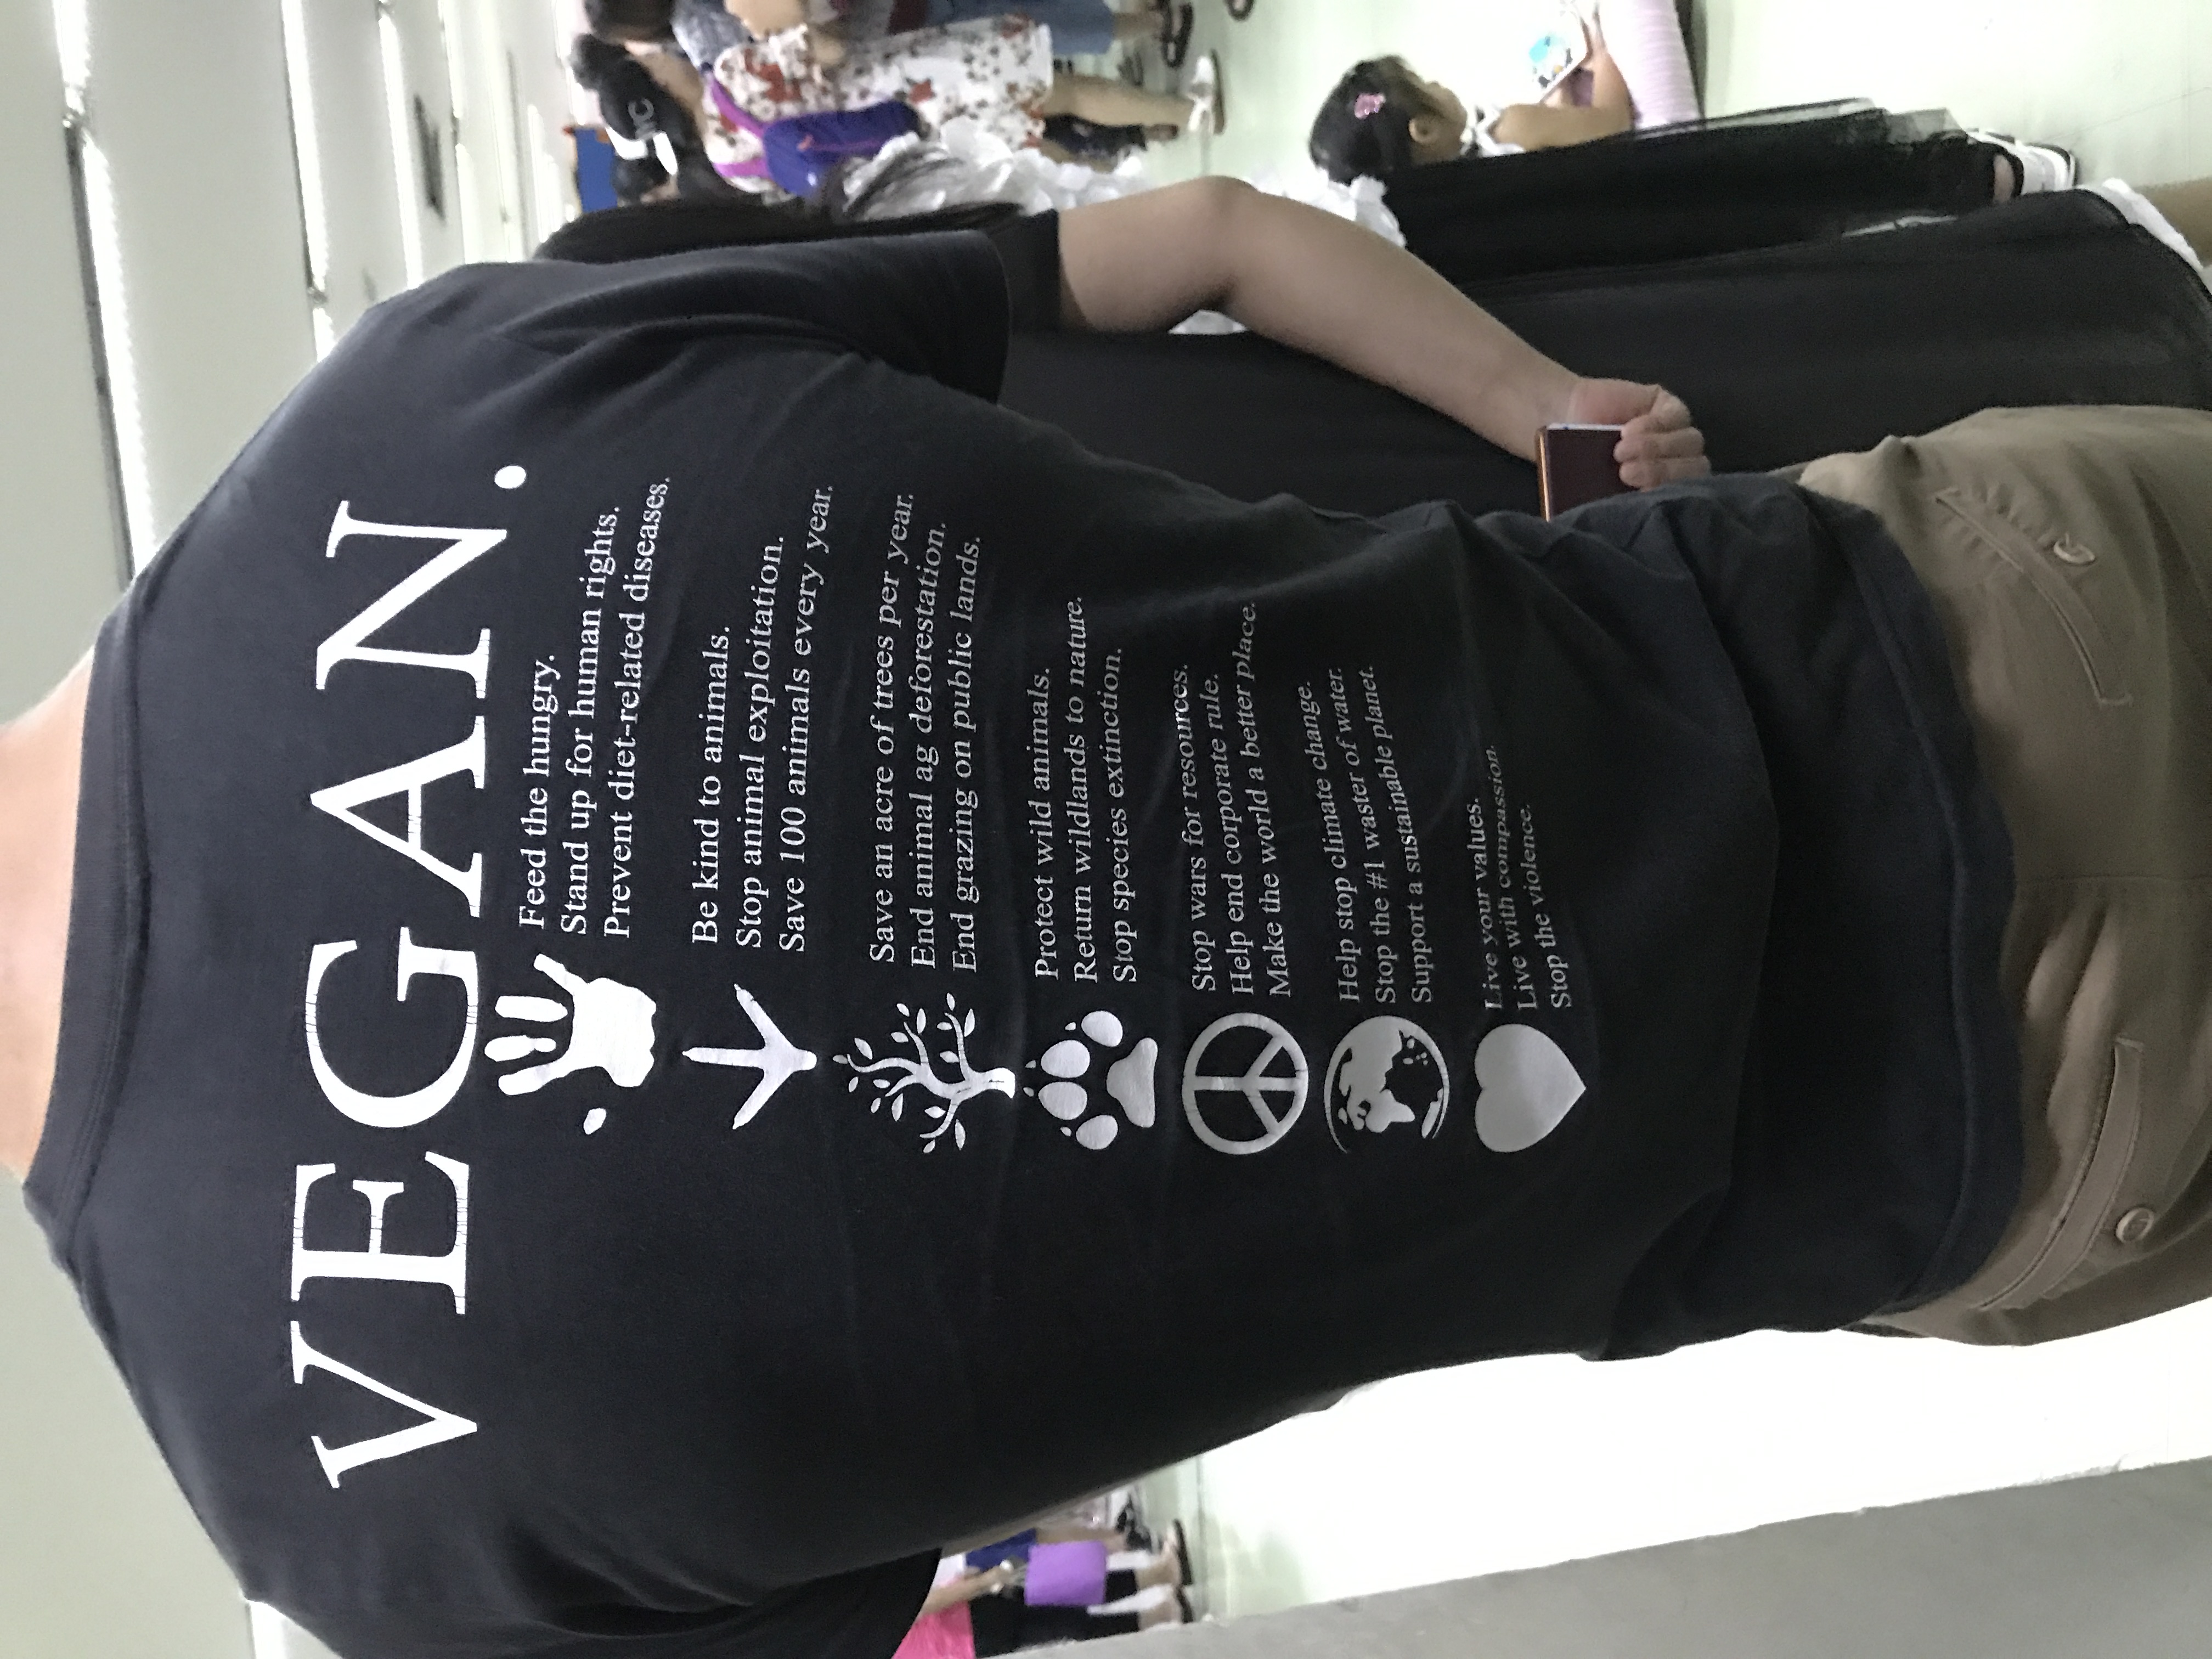 VEGAN.
Feed the hungry.
Stand up for human rights.
Prevent diet-related diseases.
Be kind to animals.
Stop animal exploitation.
Save 100 animals every year.
Save an acre of trees per year.
End animal ag deforestation.
End grazing on public lands.
Protect wild animals.
Return wildlands to nature.
Stop species extinction.
Stop wars for resources.
Help end corporate rule.
Make the world a better place.
Help stop climate change.
Stop the #1 waster of water.
Support a sustainable planet.
Live your values.
Live with compassion.
Stop the violence.